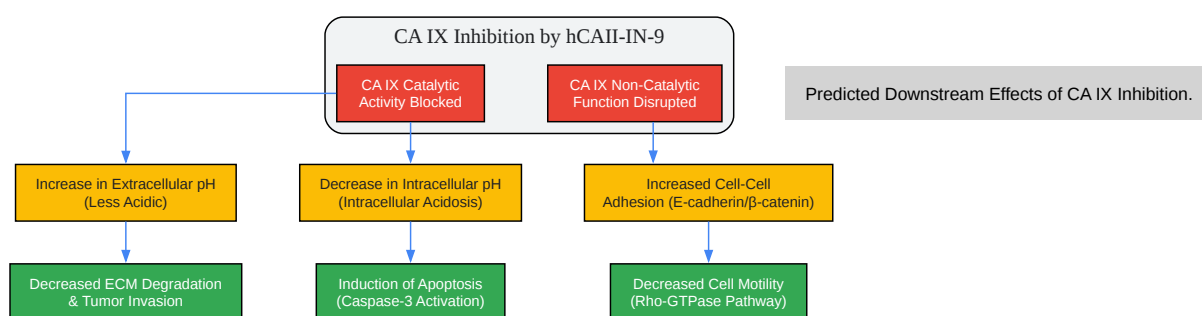 CA IX Inhibition by hCAII-IN-9
CA IX Catalytic
Activity Blocked
CA IX Non-Catalytic
Function Disrupted
Predicted Downstream Effects of CA IX Inhibition.
Increase in Extracellular pH
(Less Acidic)
Decrease in Intracellular pH
(Intracellular Acidosis)
Increased Cell-Cell
Adhesion (E-cadherin/β-catenin)
Decreased ECM Degradation
& Tumor Invasion
Induction of Apoptosis
(Caspase-3 Activation)
Decreased Cell Motility
(Rho-GTPase Pathway)